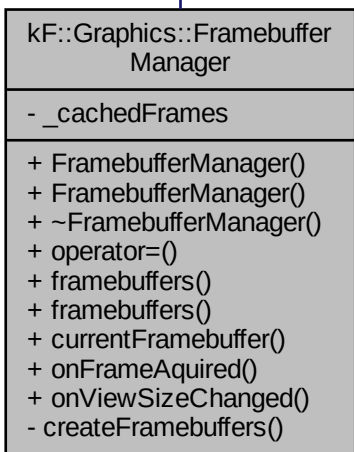 kF::Graphics::Framebuffer
Manager
- _cachedFrames
+ FramebufferManager()
+ FramebufferManager()
+ ~FramebufferManager()
+ operator=()
+ framebuffers()
+ framebuffers()
+ currentFramebuffer()
+ onFrameAquired()
+ onViewSizeChanged()
- createFramebuffers()